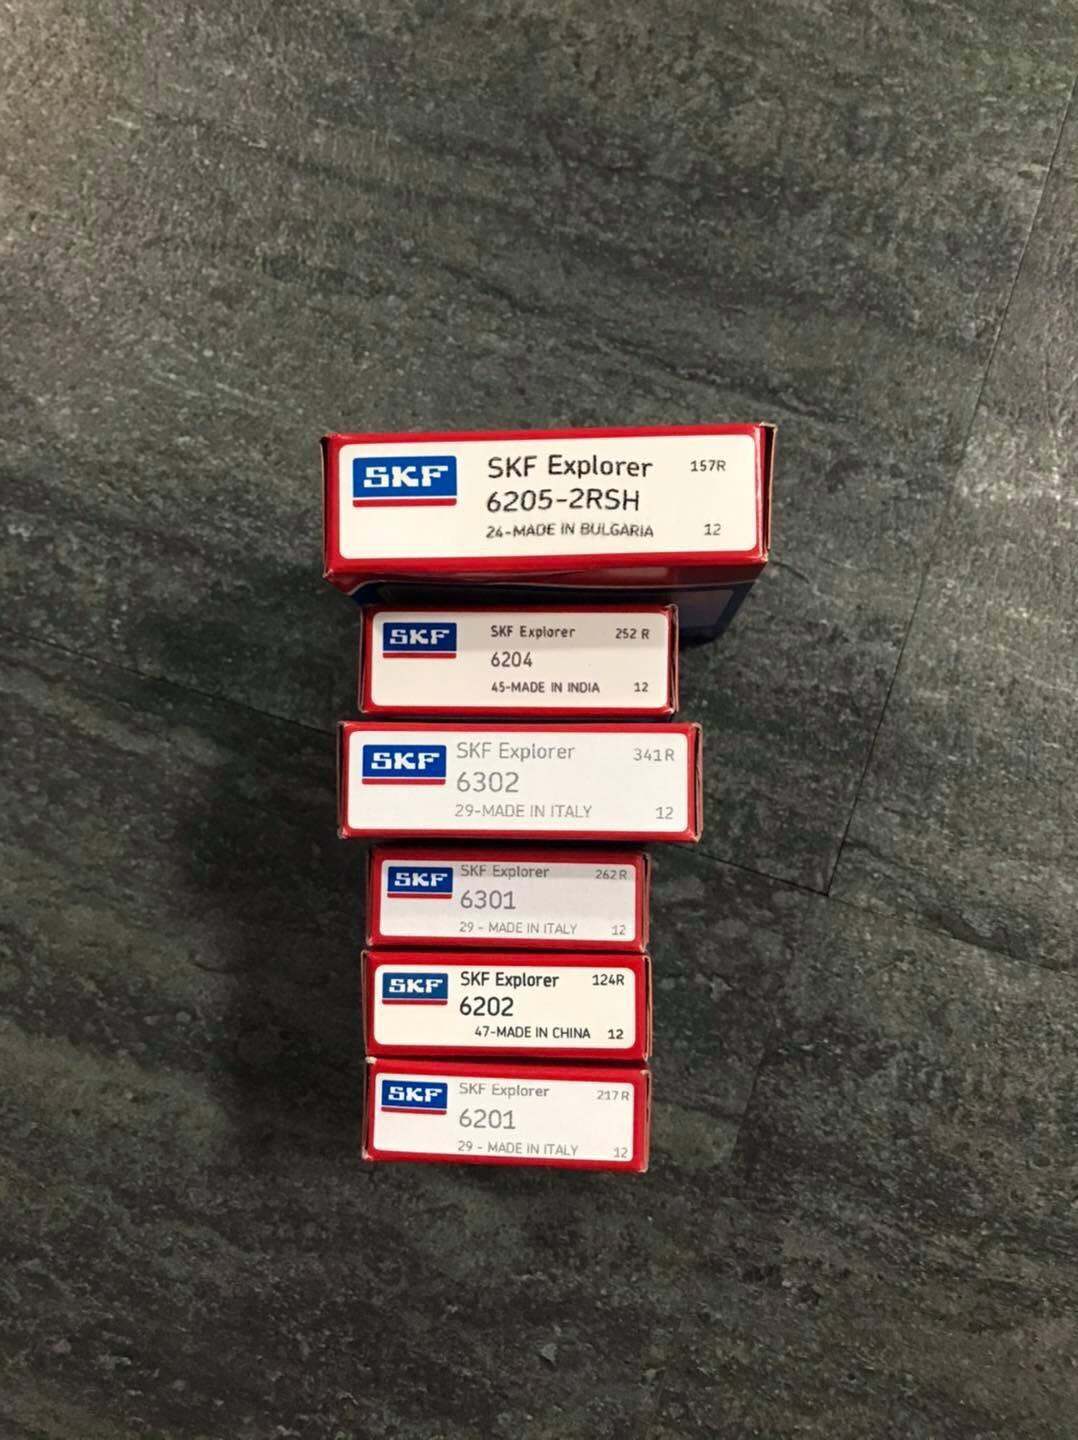 SKF SKF Explorer 157R
6205-2RSH
24-MADE IN BULGARIA 12
SKF SKF Explorer 252 R
6204
45-MADE IN INDIA 12
SKF SKF Explorer 341R
6302
29-MADE IN ITALY 12
SKF SKF Explorer 262R
6301
29 - MADE IN ITALY 12
SKF SKF Explorer 124R
6202
47-MADE IN CHINA 12
SKF SKF Explorer 217R
6201
29 - MADE IN ITALY 12